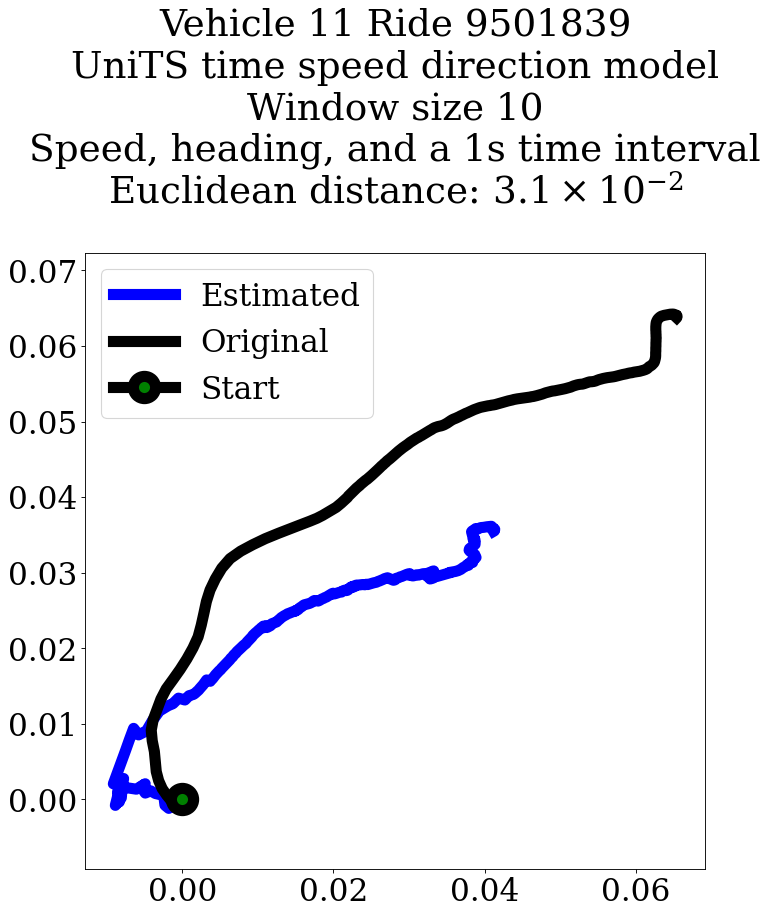 Vehicle 11 Ride 9501839
UniTS time speed direction model
Window size 10
Speed, heading, and a 1s time interval
Euclidean distance: 3.1 × 10⁻²
Estimated
Original
Start
0.07
0.06
0.05
0.04
0.03
0.02
0.01
0.00
0.00 0.02 0.04 0.06